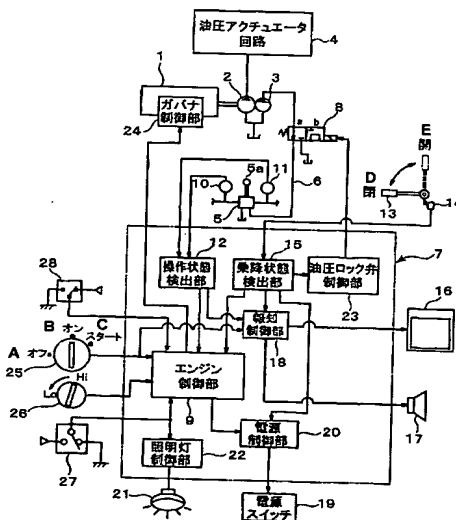 油圧アクチュエータ
回路
4
1
2
3
ガバナ
制御部
24
8
a
b
E
開
D
閉
13
14
5a
11
10
5
6
12
操作状態
検出部
15
乗降状態
検出部
油圧ロック弁
制御部
23
7
16
28
報知
制御部
18
B
オン
C
スタート
A
オフ
25
エンジン
制御部
9
17
Hi
Lo
26
電源
制御部
20
27
照明灯
制御部
22
21
電源
スイッチ
19